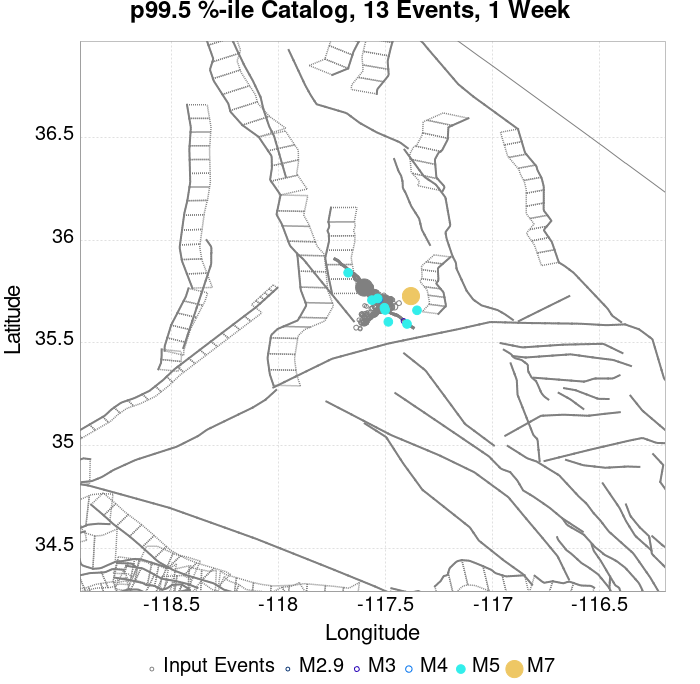 p99.5 %-ile Catalog, 13 Events, 1 Week
36.5
36
35.5
35
34.5
Latitude
-118.5 -118 -117.5 -117 -116.5
Longitude
Input Events M2.9 M3 M4 M5 M7